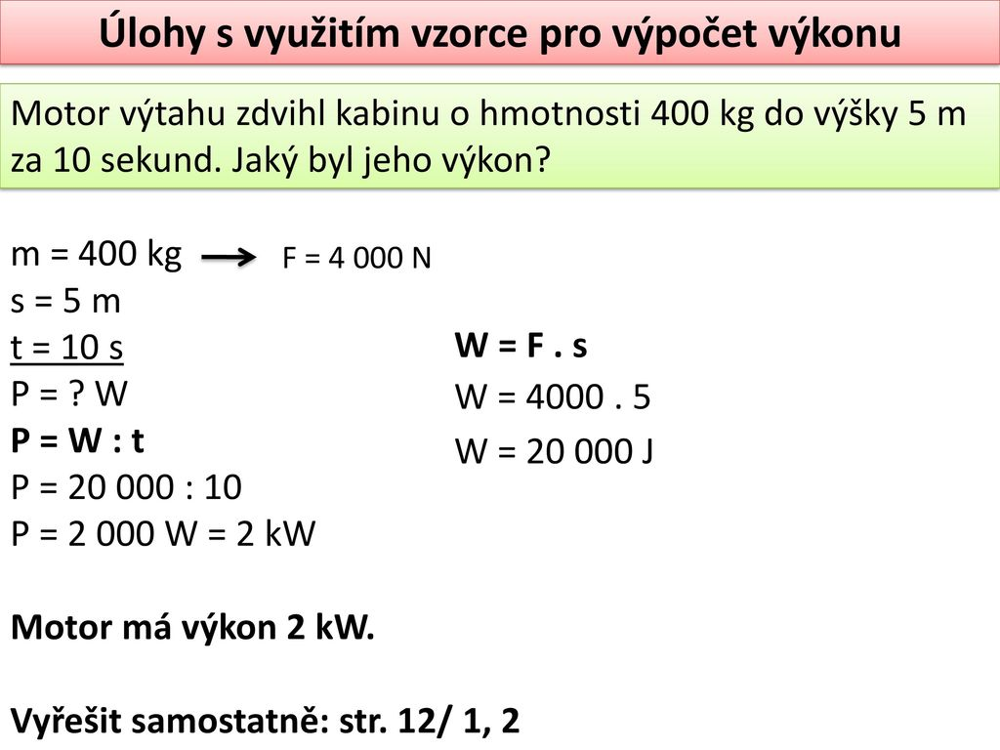 Úlohy s využitím vzorce pro výpočet výkonu
Motor výtahu zdvihl kabinu o hmotnosti 400 kg do výšky 5 m
za 10 sekund. Jaký byl jeho výkon?
m = 400 kg
F = 4 000 N
s = 5 m
t = 10 s
P = ? W
P = W : t
P = 20 000 : 10
P = 2 000 W = 2 kW
W = F . s
W = 4000 . 5
W = 20 000 J
Motor má výkon 2 kW.
Vyřešit samostatně: str. 12/ 1, 2